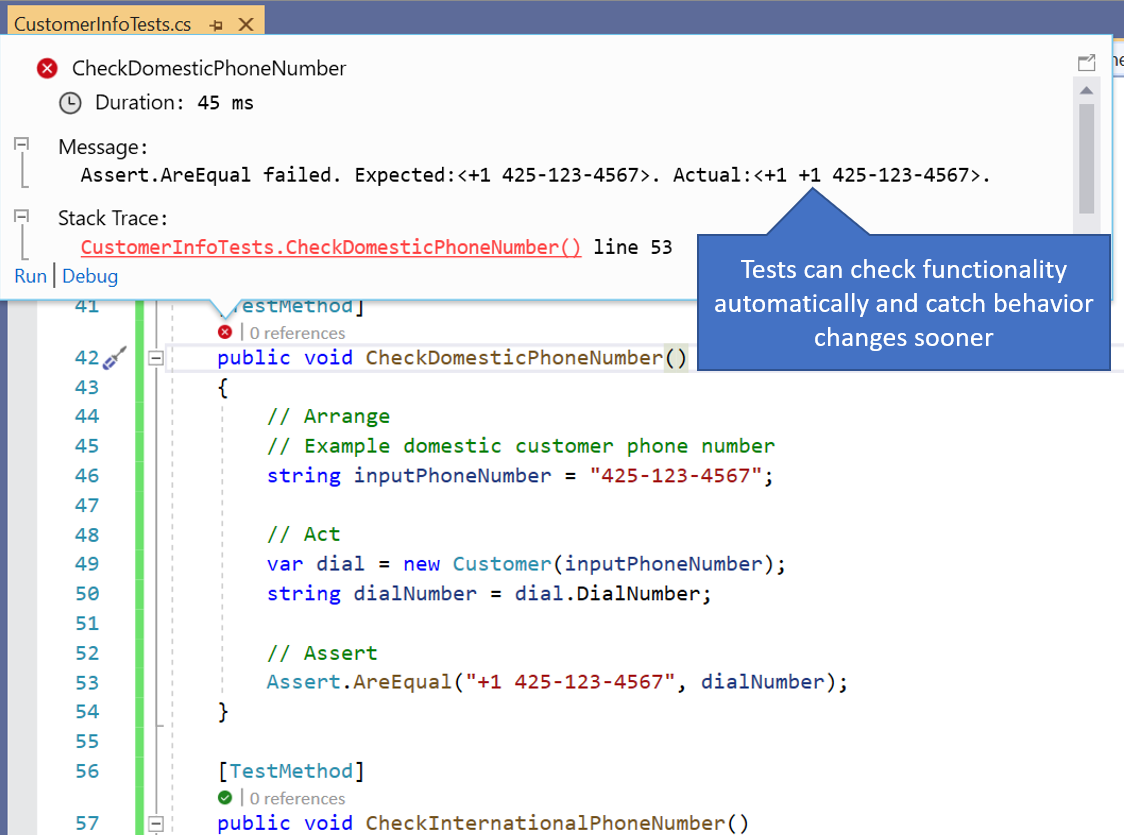 CustomerInfoTests.cs
CheckDomesticPhoneNumber
Duration: 45 ms
Message:
Assert.AreEqual failed. Expected:<+1 425-123-4567>. Actual:<+1 +1 425-123-4567>.
Stack Trace:
CustomerInfoTests.CheckDomesticPhoneNumber() line 53
Run | Debug
Tests can check functionality
automatically and catch behavior
changes sooner
41 TestMethod]
| 0 references
42 public void CheckDomesticPhoneNumber()
43 {
44 // Arrange
45 // Example domestic customer phone number
46 string inputPhoneNumber = "425-123-4567";
47
48 // Act
49 var dial = new Customer(inputPhoneNumber);
50 string dialNumber = dial.DialNumber;
51
52 // Assert
53 Assert.AreEqual("+1 425-123-4567", dialNumber);
54 }
55
56 [TestMethod]
| 0 references
57 public void CheckInternationalPhoneNumber()